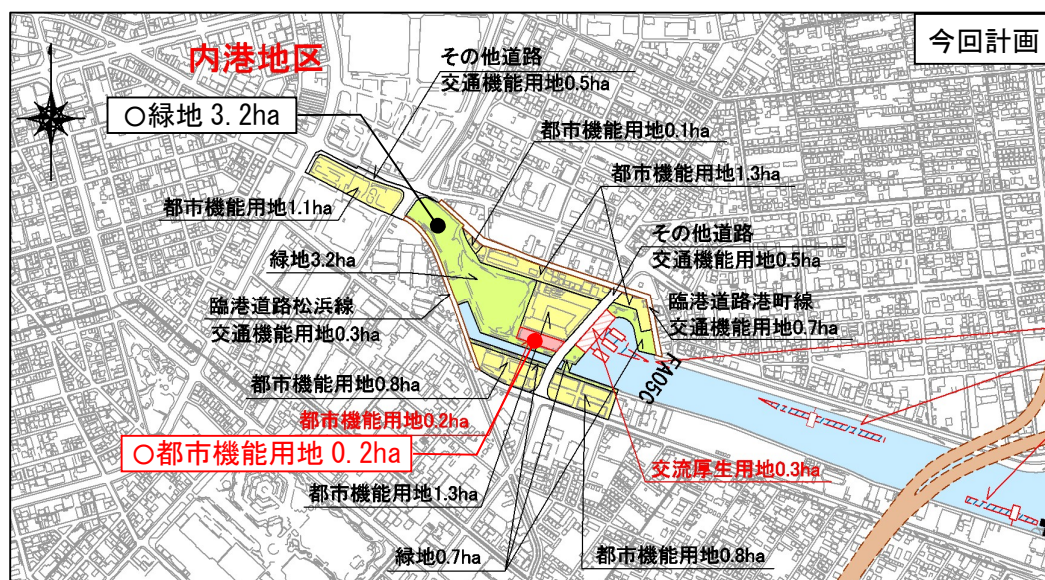 今回計画
内港地区
その他道路
交通機能用地0.5ha
○緑地 3.2ha
都市機能用地0.1ha
都市機能用地1.3ha
都市機能用地1.1ha
その他道路
交通機能用地0.5ha
緑地3.2ha
臨港道路松浜線
交通機能用地0.3ha
臨港道路港町線
交通機能用地0.7ha
FA05C
都市機能用地0.8ha
都市機能用地0.2ha
○都市機能用地 0.2ha
交流厚生用地0.3ha
都市機能用地1.3ha
緑地0.7ha
都市機能用地0.8ha